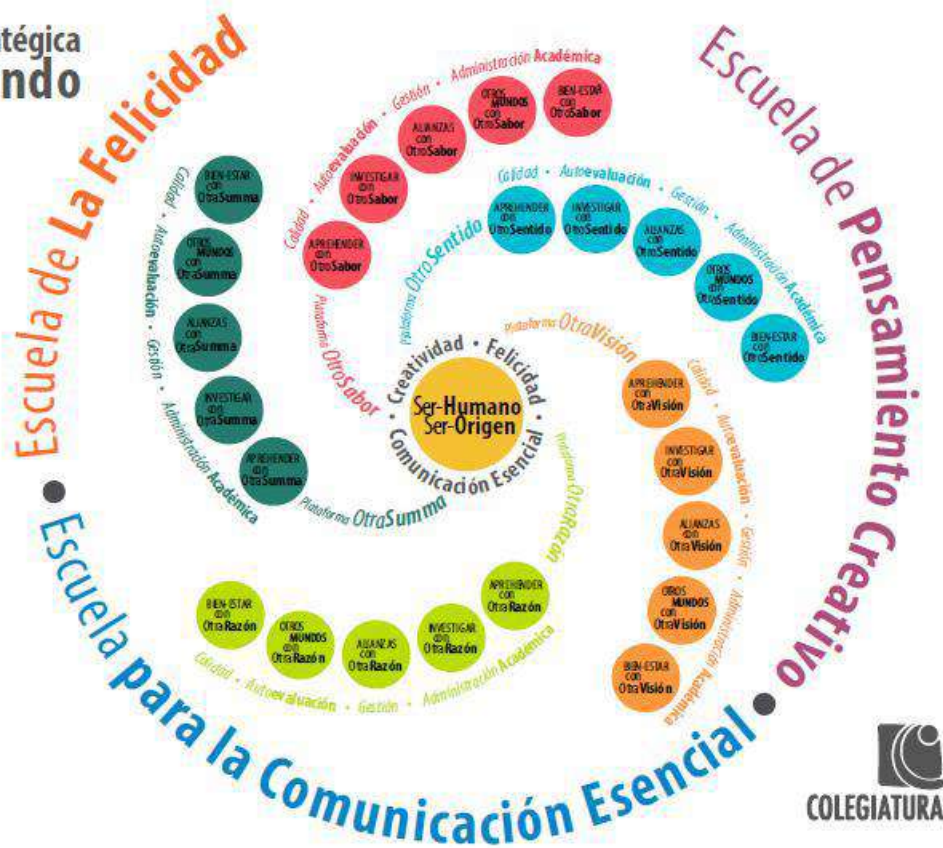 tégica
ndo
Escuela de La Felicidad
Escuela de Pensamiento Creativo
Escuela para la Comunicación Esencial
Ser-Humano
Ser-Origen
Creatividad • Felicidad •
Comunicación Esencial •
Plataforma OtroSabor
Calidad • Autoevaluación • Gestión • Administración Académica
APREHENDER
con
OtroSabor
INVESTIGAR
con
OtroSabor
ALIANZAS
con
OtroSabor
OTROS
MUNDOS
con
OtroSabor
BIEN-ESTAR
con
OtroSabor
Plataforma OtroSentido
Calidad • Autoevaluación • Gestión • Administración Académica
APREHENDER
con
OtroSentido
INVESTIGAR
con
OtroSentido
ALIANZAS
con
OtroSentido
OTROS
MUNDOS
con
OtroSentido
BIEN-ESTAR
con
OtroSentido
Plataforma OtraVisión
Calidad • Autoevaluación • Gestión • Administración Académica
APREHENDER
con
OtraVisión
INVESTIGAR
con
OtraVisión
ALIANZAS
con
OtraVisión
OTROS
MUNDOS
con
OtraVisión
BIEN-ESTAR
con
OtraVisión
Plataforma OtraRazón
APREHENDER
con
OtraRazón
INVESTIGAR
con
OtraRazón
ALIANZAS
con
OtraRazón
OTROS
MUNDOS
con
OtraRazón
BIEN-ESTAR
con
OtraRazón
Calidad • Autoevaluación • Gestión • Administración Académica
Plataforma OtraSumma
APREHENDER
con
OtraSumma
INVESTIGAR
con
OtraSumma
ALIANZAS
con
OtraSumma
OTROS
MUNDOS
con
OtraSumma
BIEN-ESTAR
con
OtraSumma
Calidad • Autoevaluación • Gestión • Administración Académica
COLEGIATURA